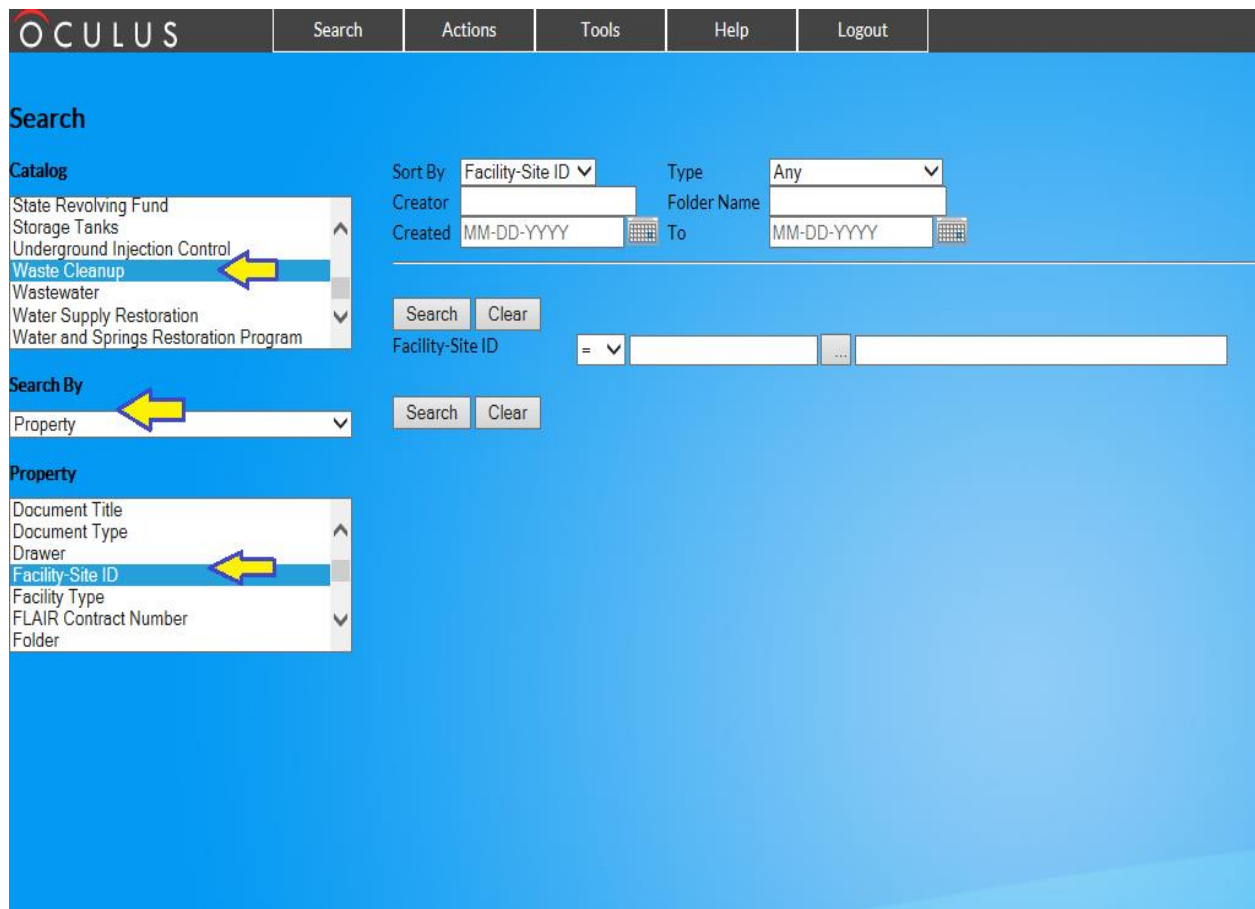 OCULUS Search Actions Tools Help Logout
Search
Catalog
State Revolving Fund
Storage Tanks
Underground Injection Control
Waste Cleanup
Wastewater
Water Supply Restoration
Water and Springs Restoration Program
Search By
Property
Property
Document Title
Document Type
Drawer
Facility-Site ID
Facility Type
FLAIR Contract Number
Folder
Sort By Facility-Site ID Type Any
Creator Folder Name
Created MM-DD-YYYY To MM-DD-YYYY
Search Clear
Facility-Site ID = ...
Search Clear